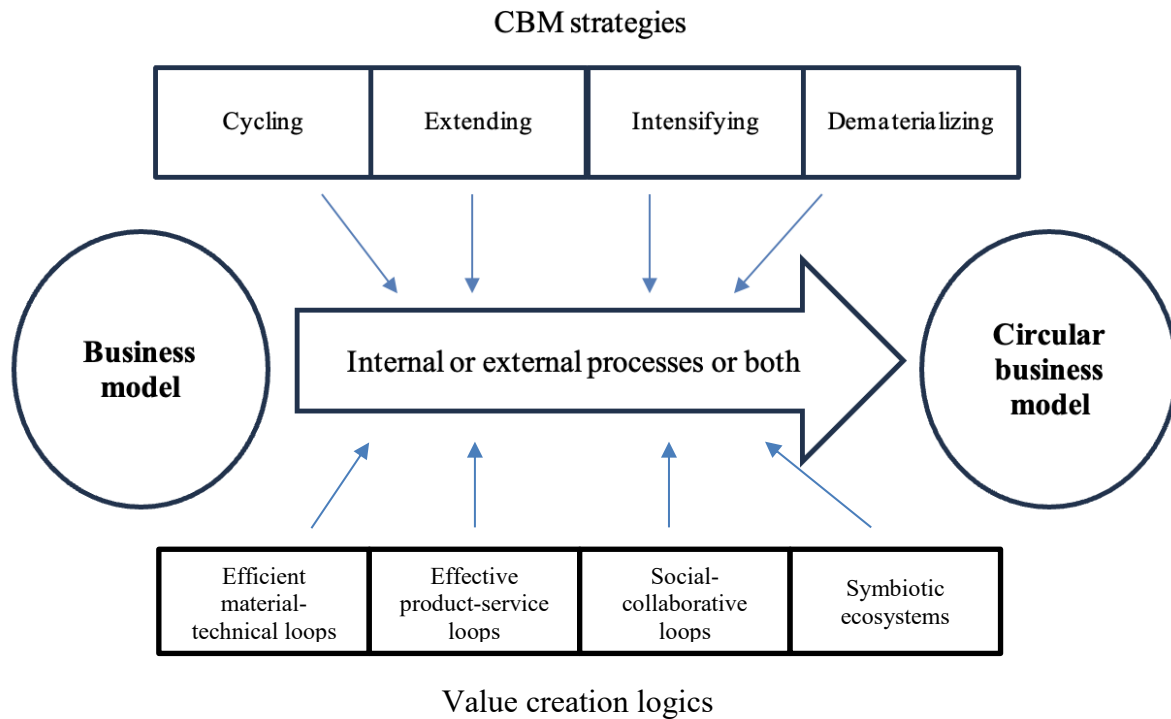 CBM strategies
Cycling
Extending
Intensifying
Dematerializing
Business
model
Internal or external processes or both
Circular
business
model
Efficient
material-
technical loops
Effective
product-service
loops
Social-
collaborative
loops
Symbiotic
ecosystems
Value creation logics